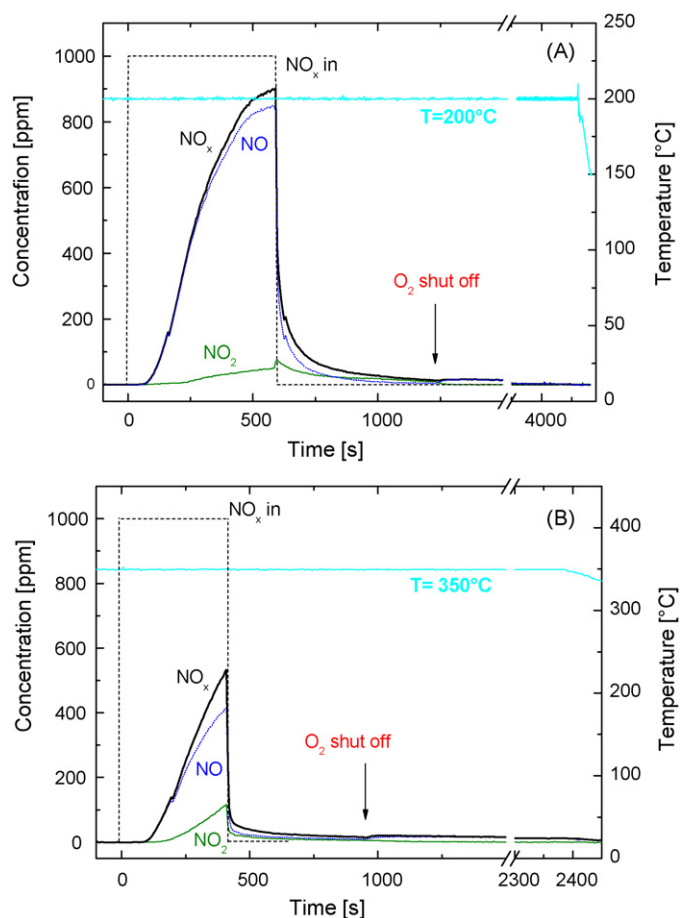 (A)
NOx in
NOx
NO
T=200°C
O2 shut off
NO2
Concentration [ppm]
1000
800
600
400
200
0
Temperature [°C]
250
200
150
100
50
0
0 500 1000 4000
Time [s]
(B)
NOx in
T= 350°C
NOx
NO
O2 shut off
NO2
Concentration [ppm]
1000
800
600
400
200
0
Temperature [°C]
400
300
200
100
0
0 500 1000 2300 2400
Time [s]